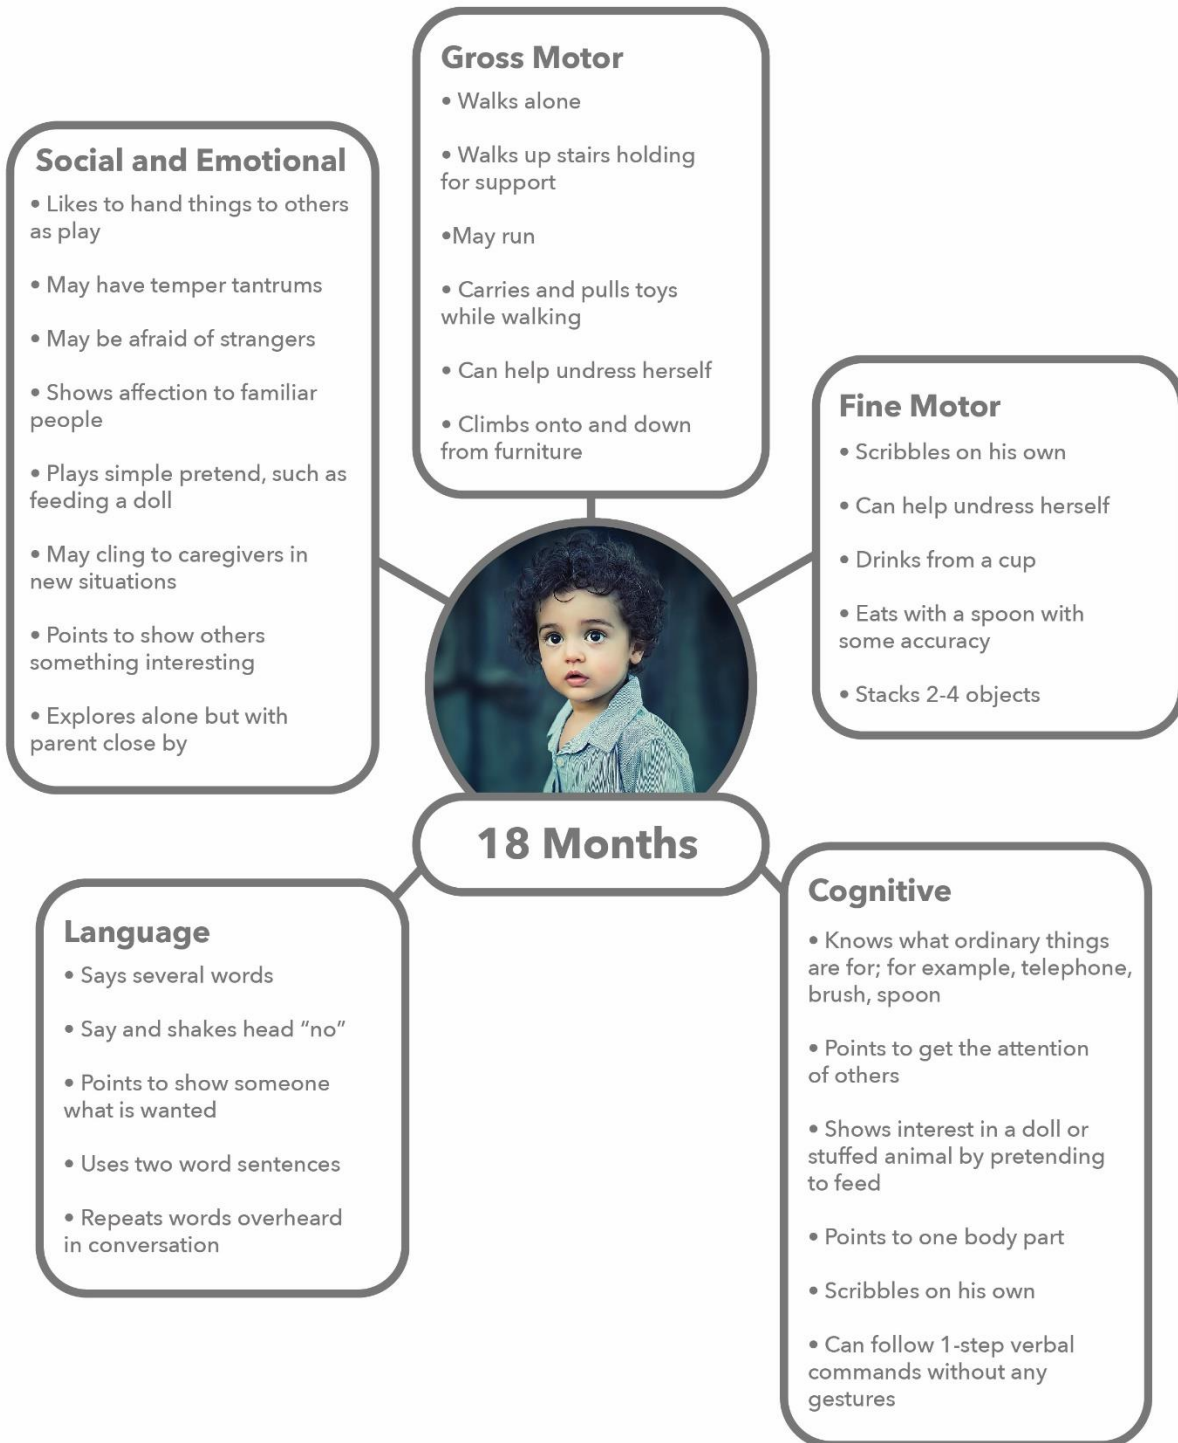 Gross Motor
• Walks alone
• Walks up stairs holding
for support
•May run
• Carries and pulls toys
while walking
• Can help undress herself
• Climbs onto and down
from furniture
Social and Emotional
• Likes to hand things to others
as play
• May have temper tantrums
• May be afraid of strangers
• Shows affection to familiar
people
• Plays simple pretend, such as
feeding a doll
• May cling to caregivers in
new situations
• Points to show others
something interesting
• Explores alone but with
parent close by
Fine Motor
• Scribbles on his own
• Can help undress herself
• Drinks from a cup
• Eats with a spoon with
some accuracy
• Stacks 2-4 objects
18 Months
Language
• Says several words
• Say and shakes head “no”
• Points to show someone
what is wanted
• Uses two word sentences
• Repeats words overheard
in conversation
Cognitive
• Knows what ordinary things
are for; for example, telephone,
brush, spoon
• Points to get the attention
of others
• Shows interest in a doll or
stuffed animal by pretending
to feed
• Points to one body part
• Scribbles on his own
• Can follow 1-step verbal
commands without any
gestures